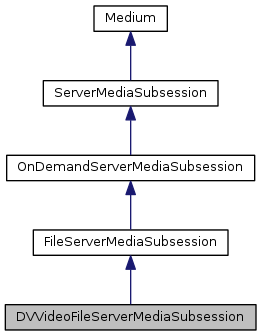 Medium
ServerMediaSubsession
OnDemandServerMediaSubsession
FileServerMediaSubsession
DVVideoFileServerMediaSubsession